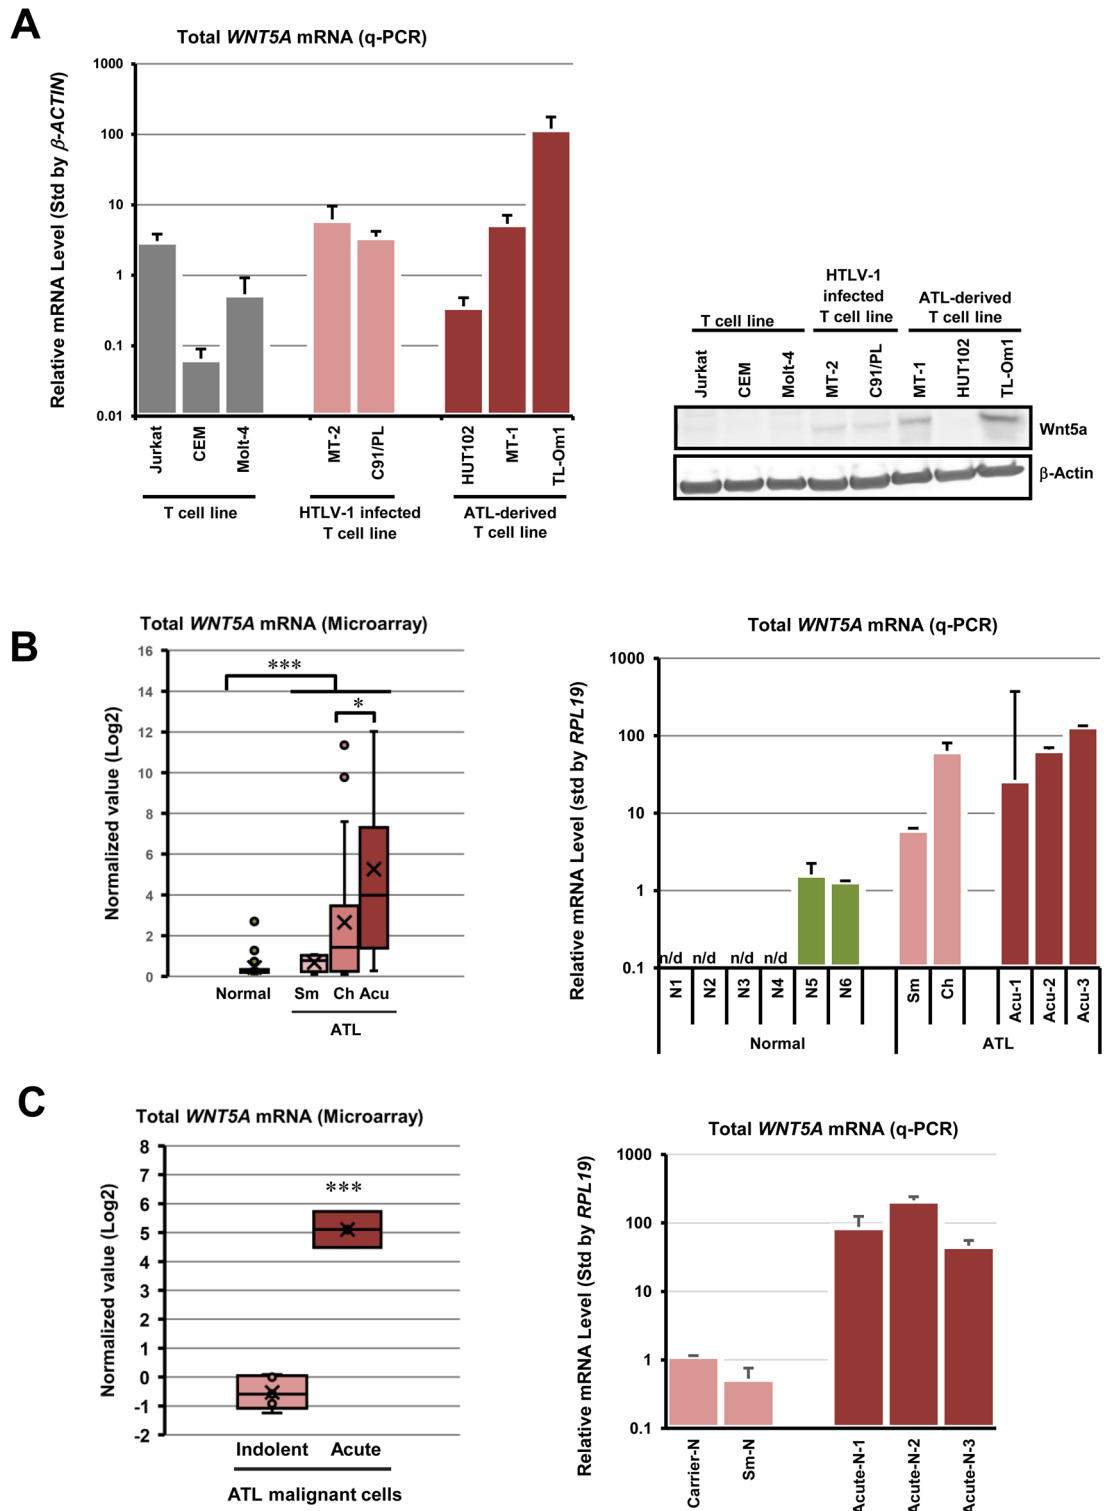 A
Total WNT5A mRNA (q-PCR)
Relative mRNA Level (Std by β-ACTIN)
1000
100
10
1
0.1
0.01
Jurkat
CEM
Molt-4
MT-2
C91/PL
HUT102
MT-1
TL-Om1
T cell line
HTLV-1 infected
T cell line
ATL-derived
T cell line
T cell line
HTLV-1
infected
T cell line
ATL-derived
T cell line
Jurkat
CEM
Molt-4
MT-2
C91/PL
MT-1
HUT102
TL-Om1
Wnt5a
β-Actin
B
Total WNT5A mRNA (Microarray)
Normalized value (Log2)
16
14
12
10
8
6
4
2
0
***
*
Normal
Sm
Ch
Acu
ATL
Total WNT5A mRNA (q-PCR)
Relative mRNA Level (std by RPL19)
1000
100
10
1
0.1
n/d
n/d
n/d
n/d
N1
N2
N3
N4
N5
N6
Sm
Ch
Acu-1
Acu-2
Acu-3
Normal
ATL
C
Total WNT5A mRNA (Microarray)
Normalized value (Log2)
8
7
6
5
4
3
2
1
0
-1
-2
***
Indolent
Acute
ATL malignant cells
Total WNT5A mRNA (q-PCR)
Relative mRNA Level (Std by RPL19)
1000
100
10
1
0.1
Carrier-N
Sm-N
Acute-N-1
Acute-N-2
Acute-N-3